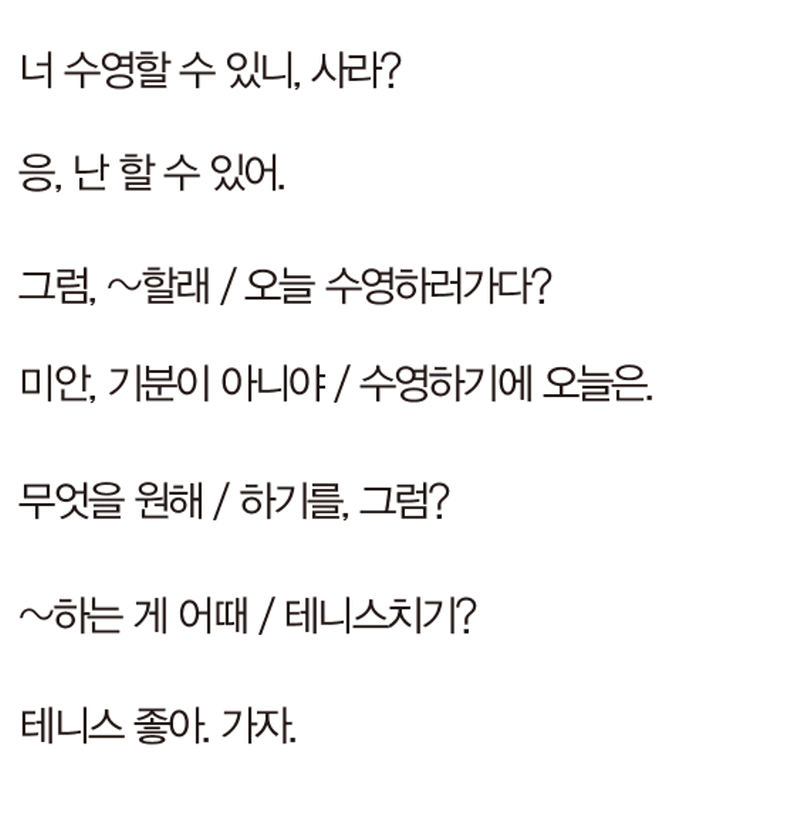 너 수영할 수 있니, 사라?
응, 난 할 수 있어.
그럼, ~할래 / 오늘 수영하러가다?
미안, 기분이 아니야 / 수영하기에 오늘은.
무엇을 원해 / 하기를, 그럼?
~하는 게 어때 / 테니스치기?
테니스 좋아. 가자.